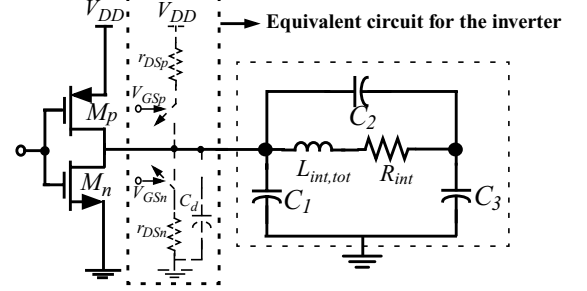 V_DD
V_DD
Equivalent circuit for the inverter
r_DSp
V_GSp
M_p
C_2
L_int,tot
R_int
M_n
V_GSn
C_d
C_1
C_3
r_DSn